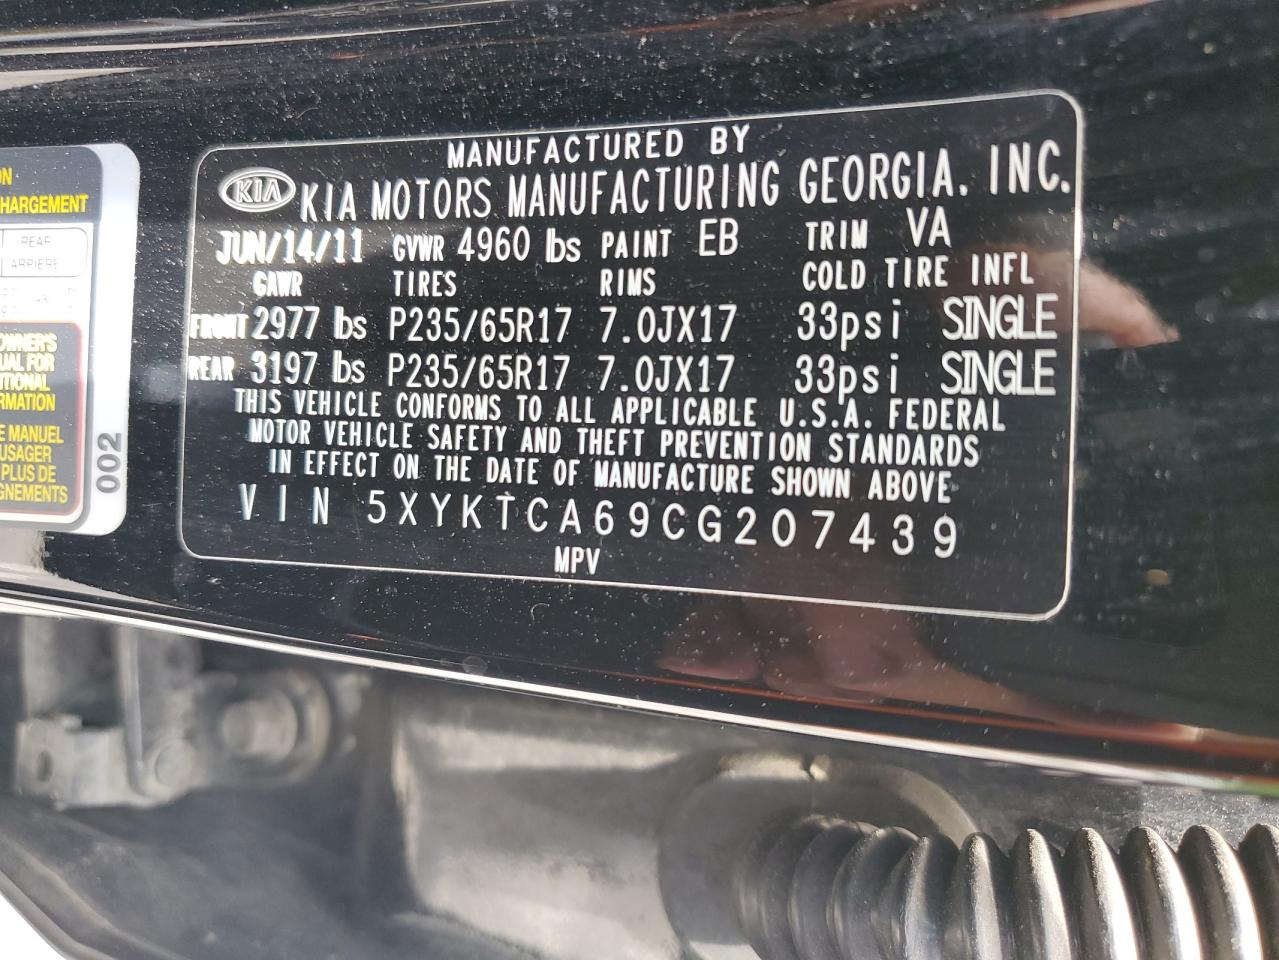 MANUFACTURED BY
KIA KIA MOTORS MANUFACTURING GEORGIA, INC.
JUN/14/11 GVWR 4960 lbs PAINT EB TRIM VA
GAWR TIRES RIMS COLD TIRE INFL
FRONT 2977 lbs P235/65R17 7.0JX17 33psi SINGLE
REAR 3197 lbs P235/65R17 7.0JX17 33psi SINGLE
THIS VEHICLE CONFORMS TO ALL APPLICABLE U.S.A. FEDERAL
MOTOR VEHICLE SAFETY AND THEFT PREVENTION STANDARDS
IN EFFECT ON THE DATE OF MANUFACTURE SHOWN ABOVE
VIN 5XYKTCA69CG207439
MPV
REAR
ARRIERE
002